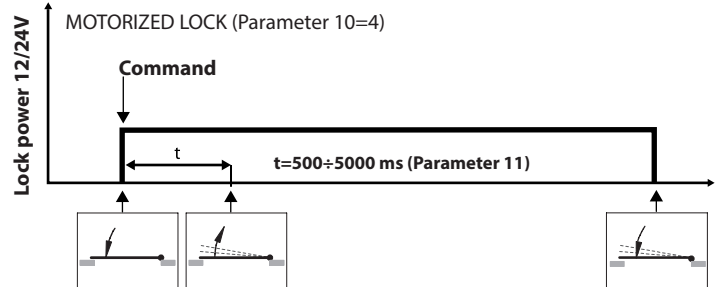 MOTORIZED LOCK (Parameter 10=4)
Lock power 12/24V
Command
t
t=500÷5000 ms (Parameter 11)